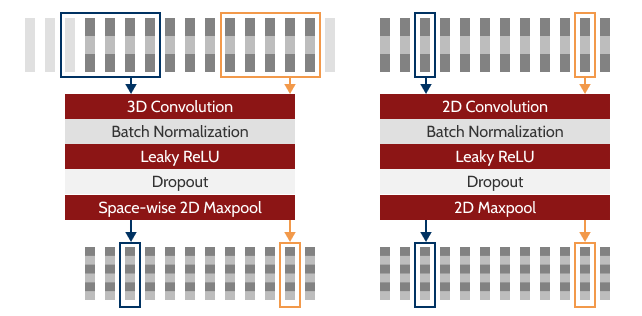 3D Convolution
Batch Normalization
Leaky ReLU
Dropout
Space-wise 2D Maxpool
2D Convolution
Batch Normalization
Leaky ReLU
Dropout
2D Maxpool